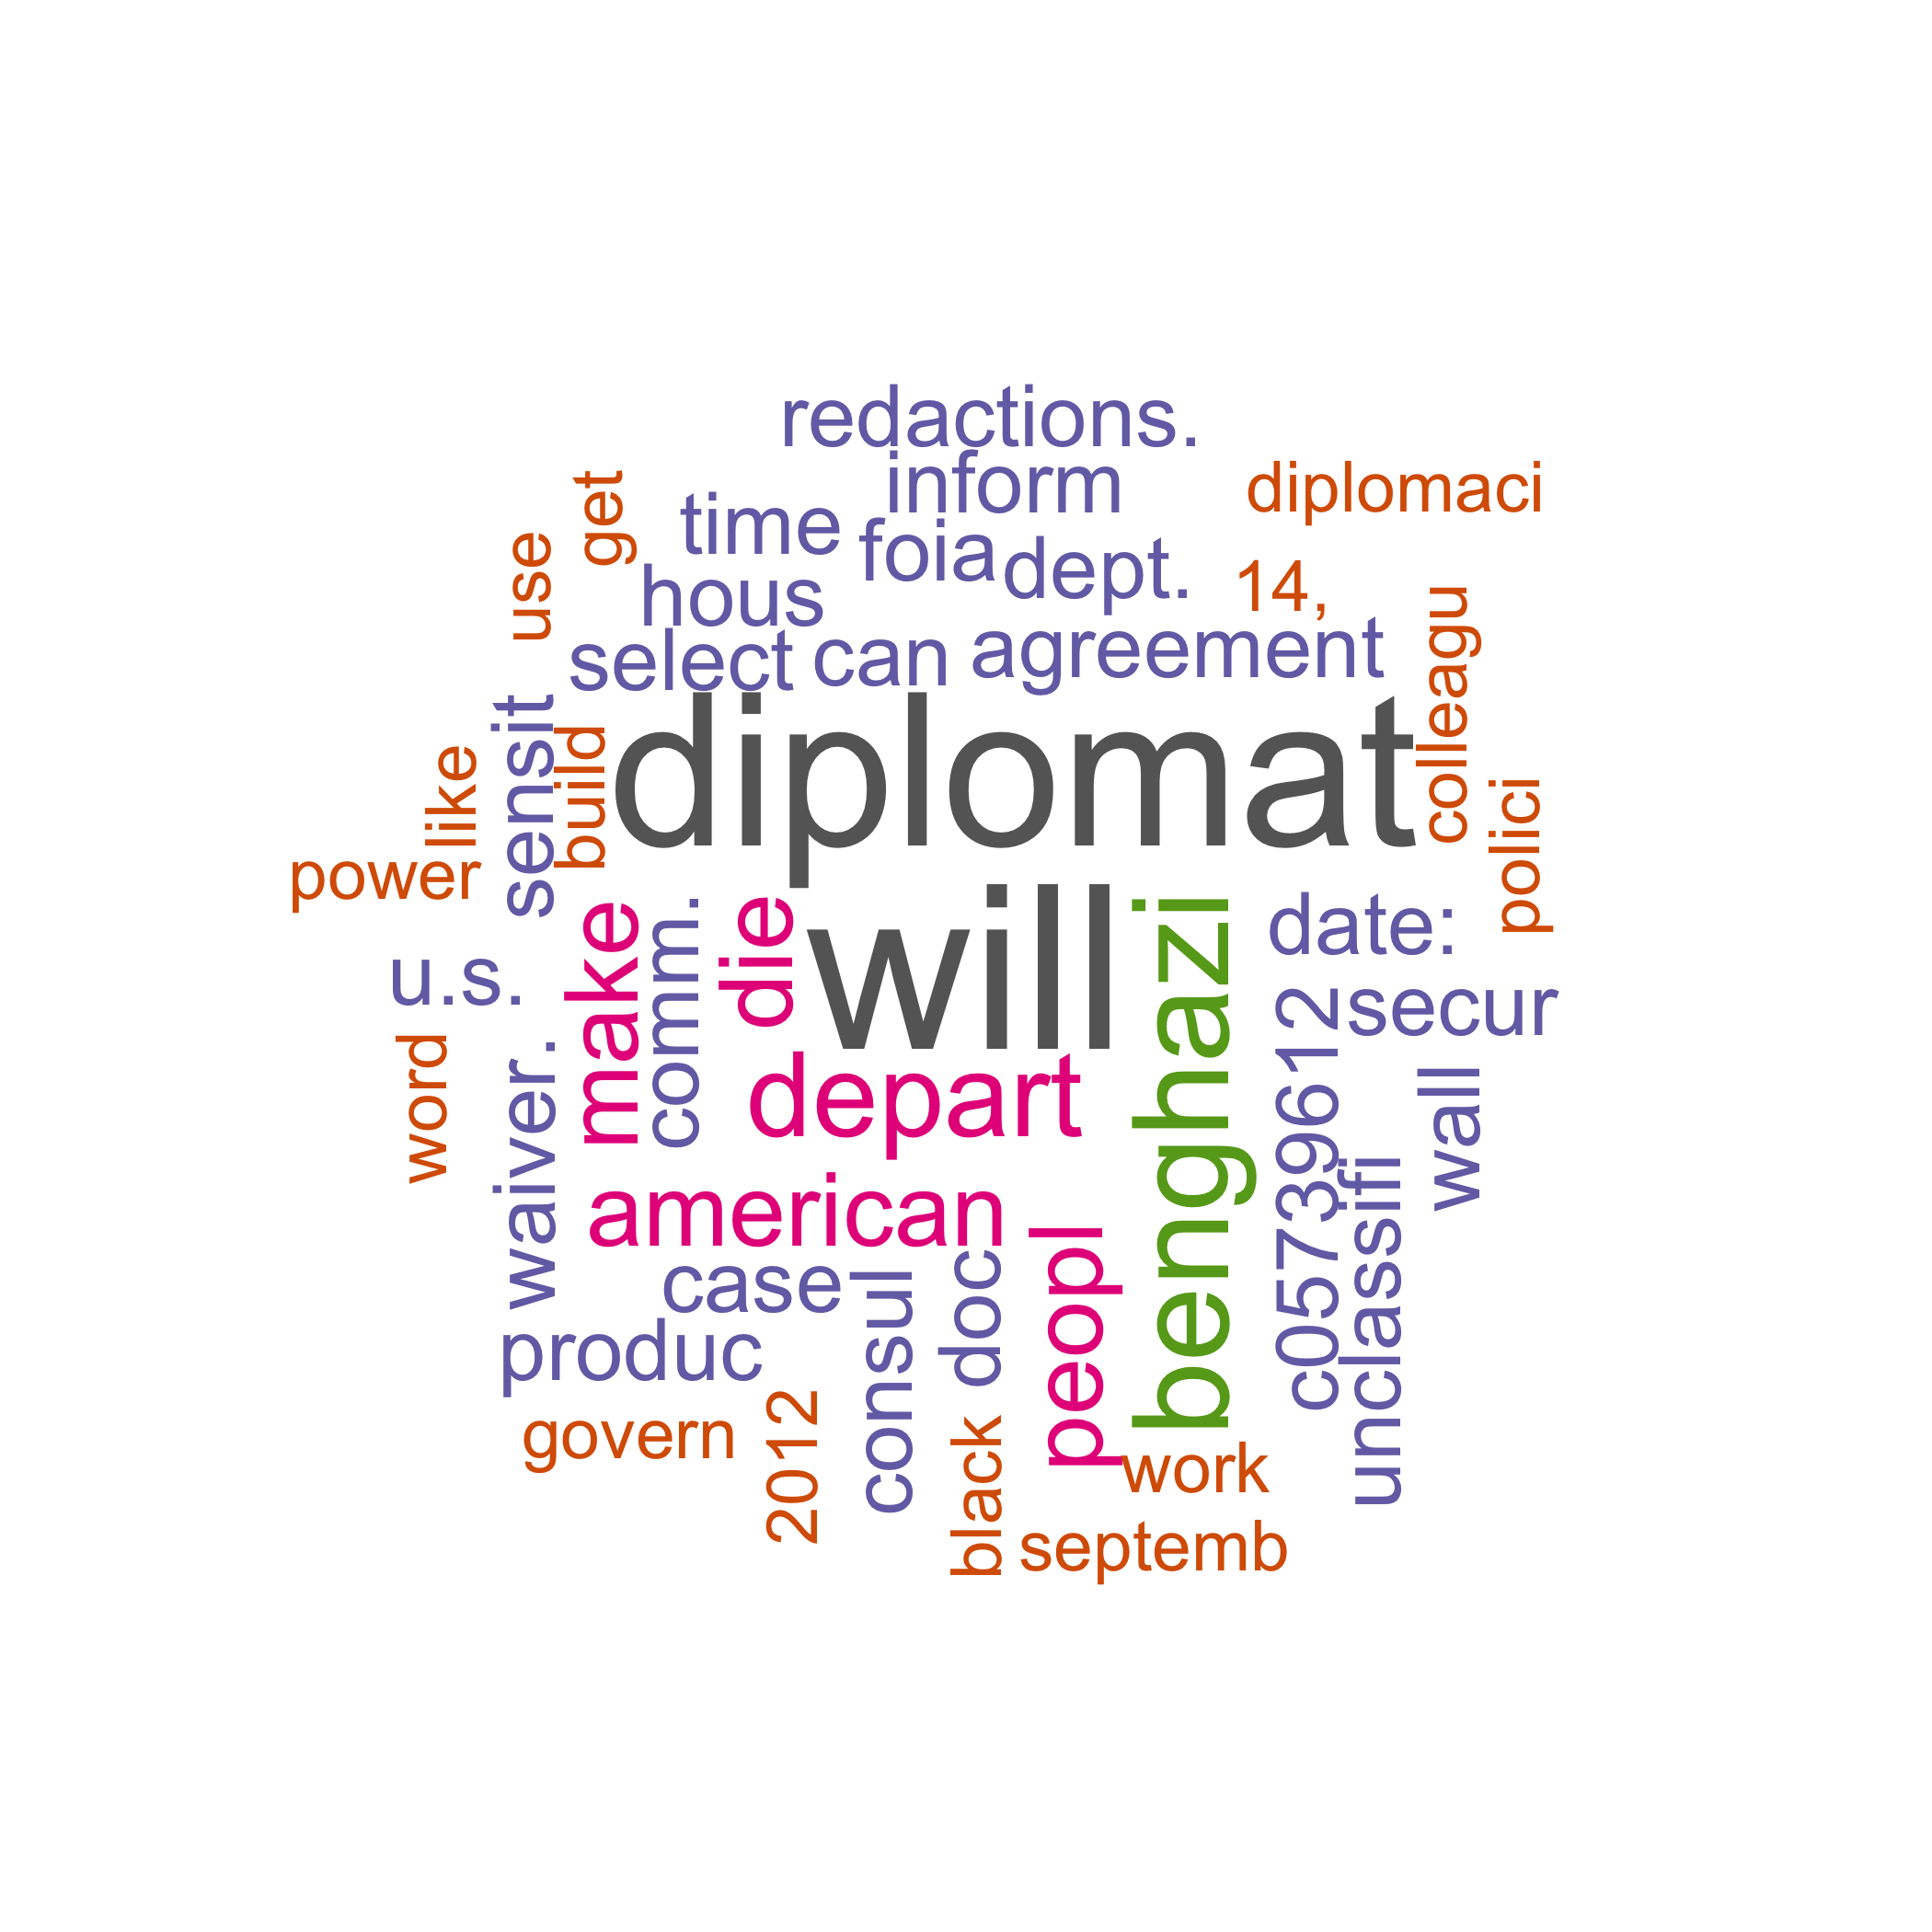 redactions.
inform
diplomaci
get
time
foia
dept.
use
hous
14,
colleagu
select
can
agreement
sensit
build
diplomat
like
polici
power
make
comm.
die
will
benghazi
date:
u.s.
c05739612
secur
word
waiver.
depart
wall
american
unclassifi
case
consul
doc
peopl
produc
govern
2012
black
work
septemb